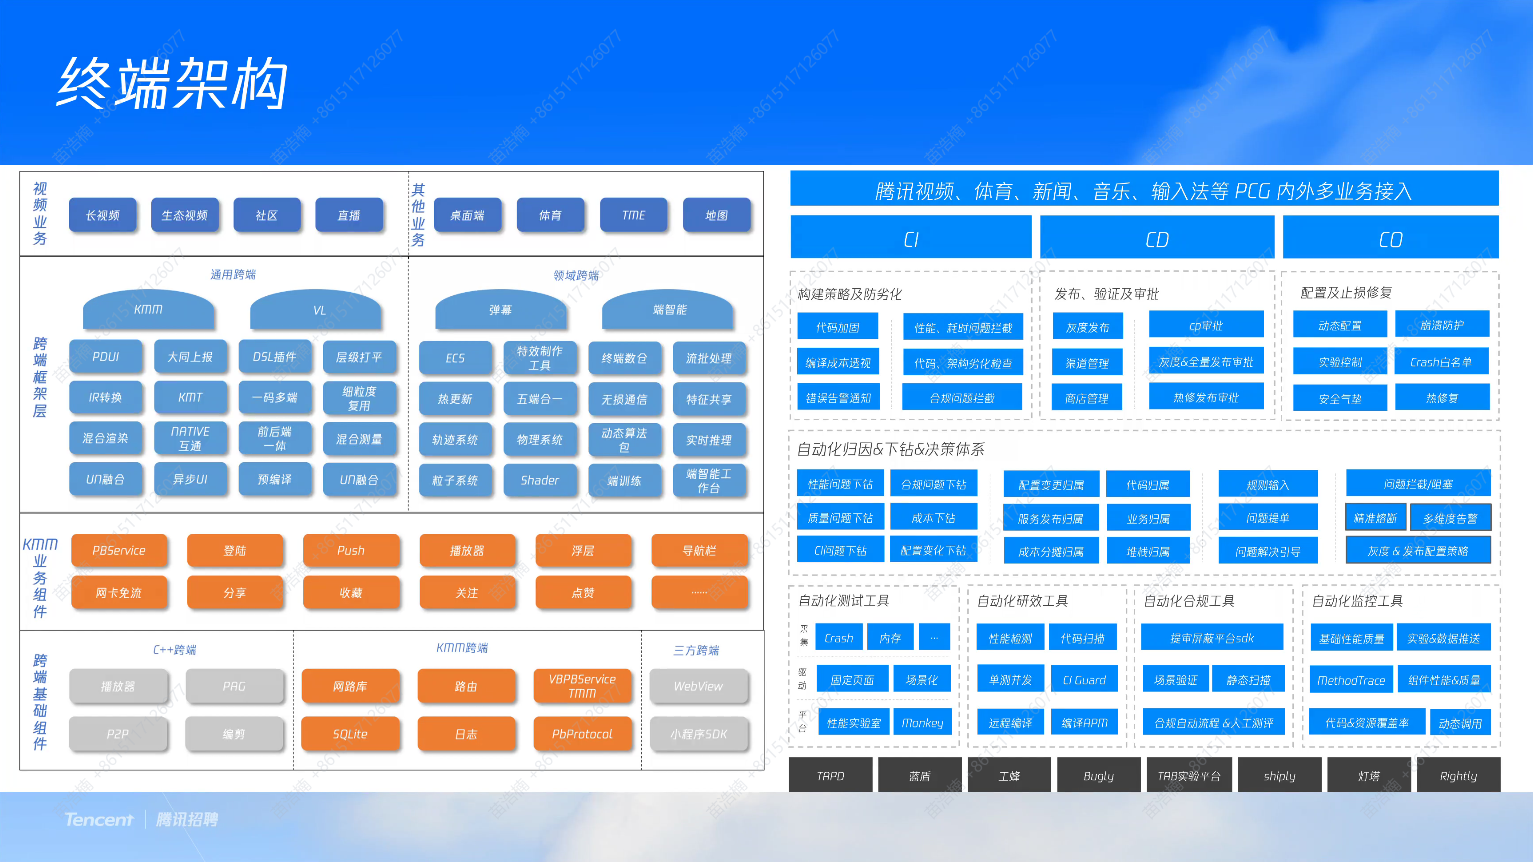 终端架构
视频业务
长视频
生态视频
社区
直播
其他业务
桌面端
体育
TME
地图
跨端框架层
通用跨端
KMM
VL
PDUI
大同上报
DSL插件
层级打平
IR转换
KMT
一码多端
细粒度
复用
混合渲染
NATIVE
互通
前后端
一体
混合测量
UN融合
异步UI
预编译
UN融合
领域跨端
弹幕
端智能
ECS
特效制作
工具
终端数仓
流批处理
热更新
五端合一
无损通信
特征共享
轨迹系统
物理系统
动态算法
包
实时推理
粒子系统
Shader
端训练
端智能工
作台
KMM业务组件
PBService
登陆
Push
播放器
浮层
导航栏
网卡免流
分享
收藏
关注
点赞
······
跨端基础组件
C++跨端
播放器
PAG
P2P
编剪
KMM跨端
网路库
路由
VBPBService
TMM
SQLite
日志
PbProtocol
三方跨端
WebView
小程序SDK
腾讯视频、体育、新闻、音乐、输入法等 PCG 内外多业务接入
CI
CD
CO
构建策略及防劣化
代码加固
性能、耗时问题拦截
编译成本透视
代码、架构劣化检查
错误告警通知
合规问题拦截
发布、验证及审批
灰度发布
cp审批
渠道管理
灰度&全量发布审批
商店管理
热修发布审批
配置及止损修复
动态配置
崩溃防护
实验控制
Crash白名单
安全气垫
热修复
自动化归因&下钻&决策体系
性能问题下钻
合规问题下钻
配置变更归属
代码归属
规则输入
问题拦截/阻塞
质量问题下钻
成本下钻
服务发布归属
业务归属
问题提单
精准熔断
多维度告警
CI问题下钻
配置变化下钻
成本分摊归属
堆栈归属
问题解决引导
灰度 & 发布配置策略
自动化测试工具
采集
Crash
内存
...
驱动
固定页面
场景化
平台
性能实验室
Monkey
自动化研效工具
性能检测
代码扫描
单测开发
CI Guard
远程编译
编译APM
自动化合规工具
提审屏蔽平台sdk
场景验证
静态扫描
合规自动流程 &人工测评
自动化监控工具
基础性能质量
实验&数据推送
MethodTrace
组件性能&质量
代码&资源覆盖率
动态调用
TAPD
蓝盾
工蜂
Bugly
TAB实验平台
shiply
灯塔
Rightly
Tencent 腾讯招聘
苗浩楠 +8615117126077